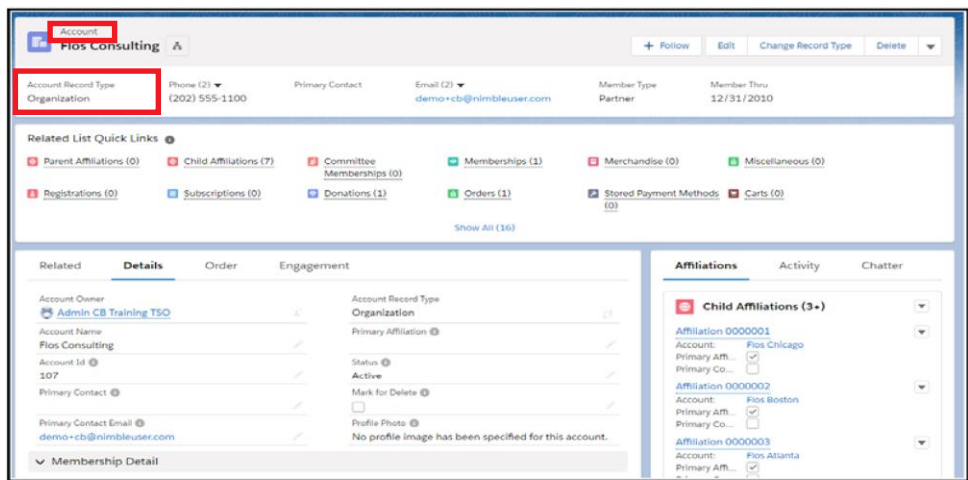 Account
Flos Consulting
+ Follow Edit Change Record Type Delete
Account Record Type Phone (2) Primary Contact Email (2) Member Type Member Thru
Organization (202) 555-1100 demo+cb@nimbleuser.com Partner 12/31/2010
Related List Quick Links
Parent Affiliations (0) Child Affiliations (7) Committee Memberships (0) Memberships (1) Merchandise (0) Miscellaneous (0)
Registrations (0) Subscriptions (0) Donations (1) Orders (1) Stored Payment Methods (0) Carts (0)
Show All (16)
Related Details Order Engagement
Account Owner Account Record Type
Admin CB Training TSO Organization
Account Name Primary Affiliation
Flos Consulting
Account Id Status
107 Active
Primary Contact Mark for Delete
Primary Contact Email Profile Photo
demo+cb@nimbleuser.com No profile image has been specified for this account.
Membership Detail
Affiliations Activity Chatter
Child Affiliations (3+)
Affiliation 0000001
Account: Flos Chicago
Primary Affi...
Primary Co...
Affiliation 0000002
Account: Flos Boston
Primary Affi...
Primary Co...
Affiliation 0000003
Account: Flos Atlanta
Primary Affi...